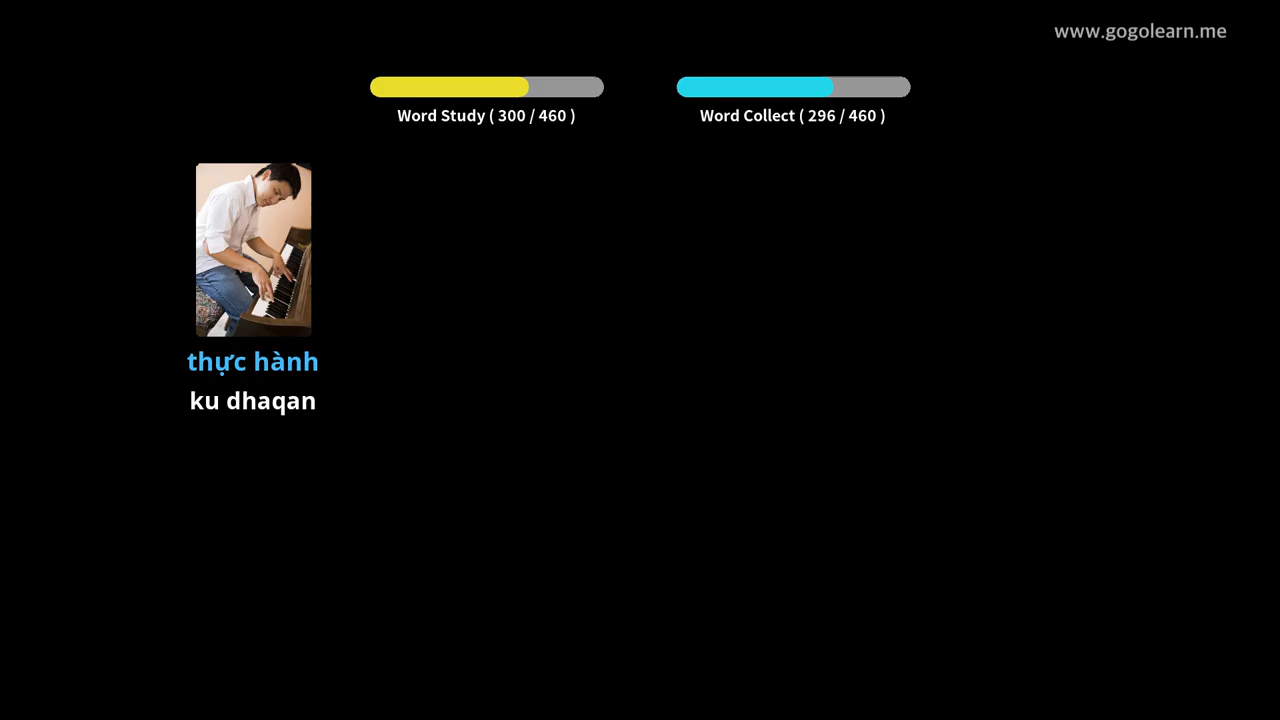 www.gogolearn.me
Word Study ( 300 / 460 )
Word Collect ( 296 / 460 )
thực hành
ku dhaqan